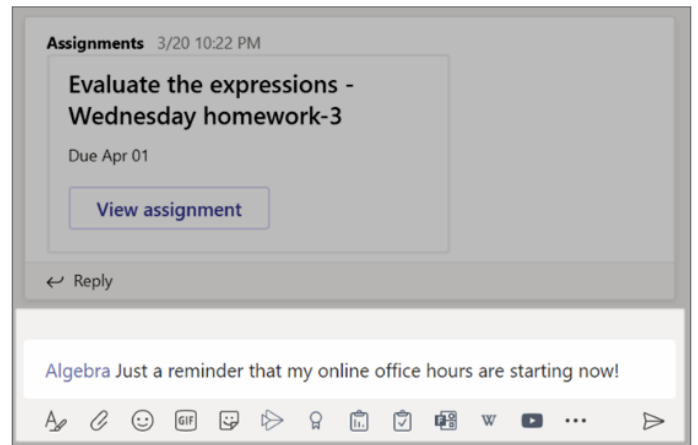 Assignments 3/20 10:22 PM
Evaluate the expressions -
Wednesday homework-3
Due Apr 01
View assignment
Reply
Algebra Just a reminder that my online office hours are starting now!
GIF
W